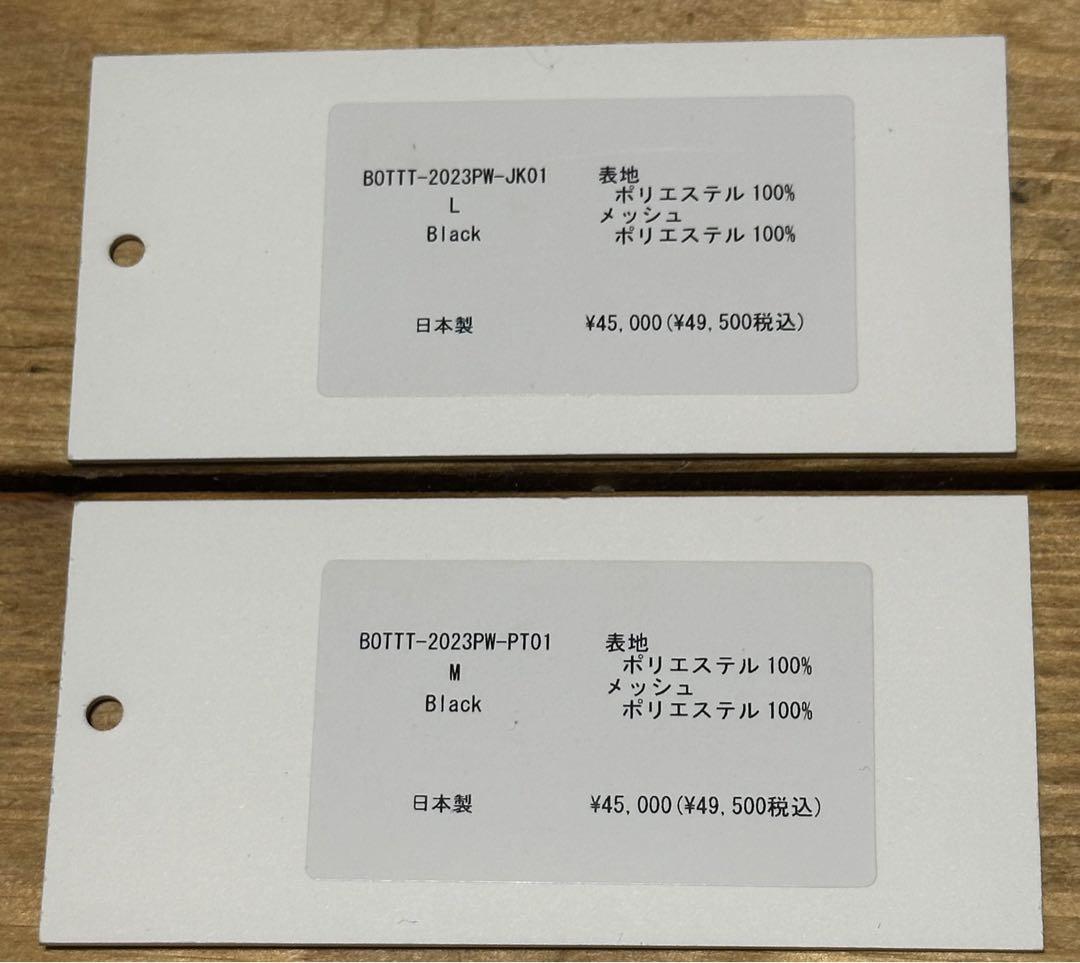 BOTTT-2023PW-JK01
L
Black
日本製
表地
ポリエステル 100%
メッシュ
ポリエステル 100%
¥45,000(¥49,500税込)
BOTTT-2023PW-PT01
M
Black
日本製
表地
ポリエステル 100%
メッシュ
ポリエステル 100%
¥45,000(¥49,500税込)